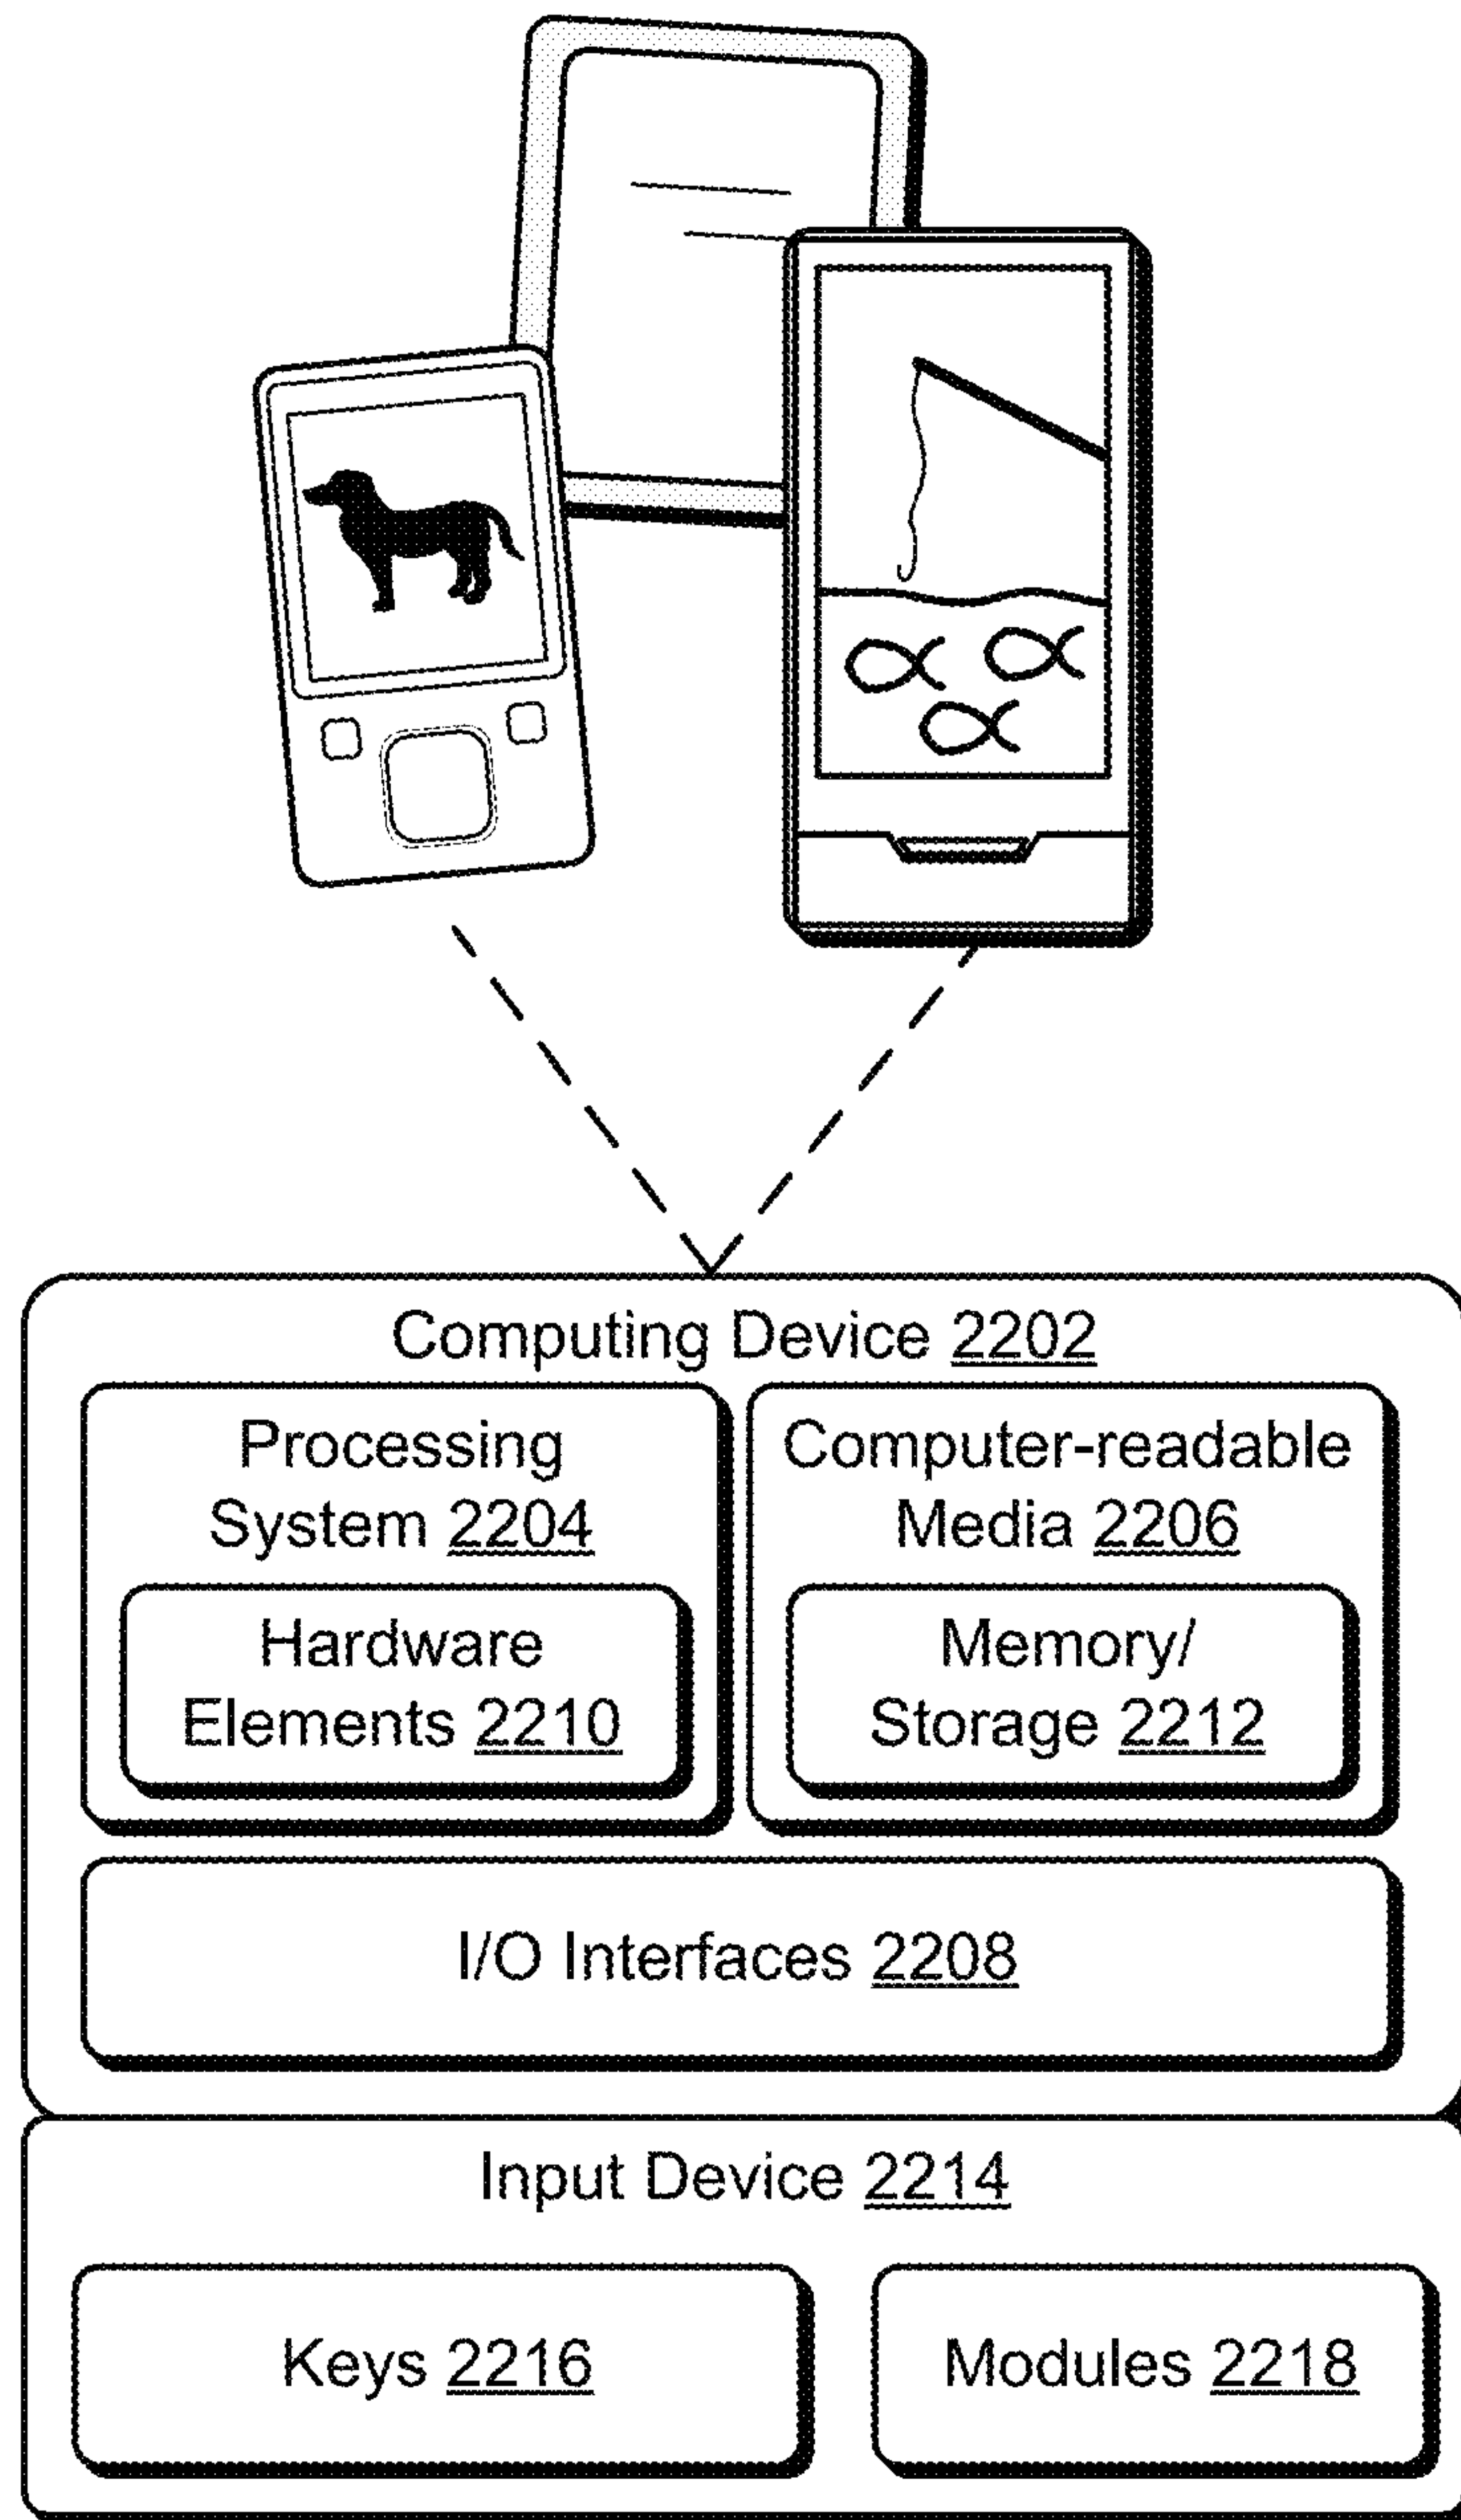 Computing Device 2202
Processing
System 2204
Hardware
Elements 2210
Computer-readable
Media 2206
Memory/
Storage 2212
I/O Interfaces 2208
Input Device 2214
Keys 2216
Modules 2218